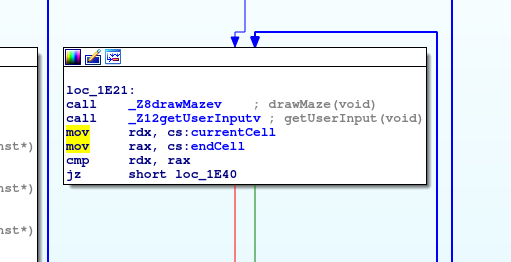 loc_1E21:
call _Z8drawMazev ; drawMaze(void)
call _Z12getUserInputv ; getUserInput(void)
mov rdx, cs:currentCell
mov rax, cs:endCell
cmp rdx, rax
jz short loc_1E40
nst*)
nst*)
nst*)